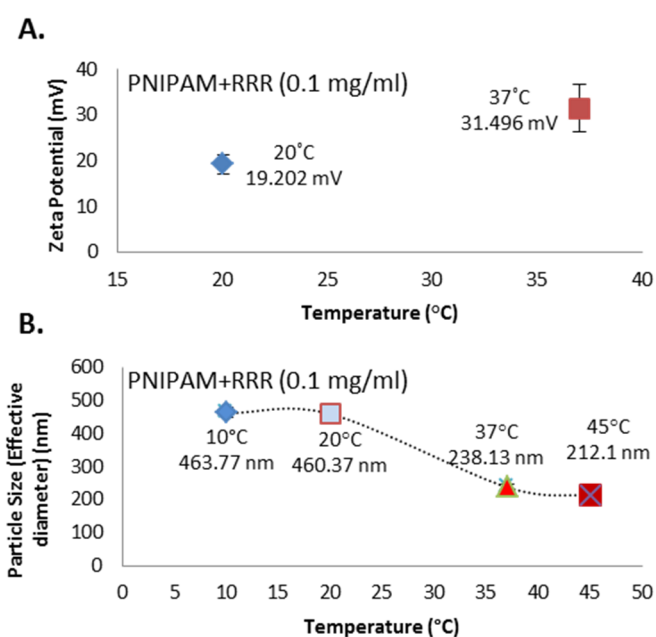 A.
PNIPAM+RRR (0.1 mg/ml)
Zeta Potential (mV)
40
30
20
10
0
20˚C
19.202 mV
37˚C
31.496 mV
15 20 25 30 35 40
Temperature (°C)
B.
PNIPAM+RRR (0.1 mg/ml)
Particle Size (Effective
diameter) (nm)
600
500
400
300
200
100
0
10°C
463.77 nm
20°C
460.37 nm
37°C
238.13 nm
45°C
212.1 nm
0 5 10 15 20 25 30 35 40 45 50
Temperature (°C)